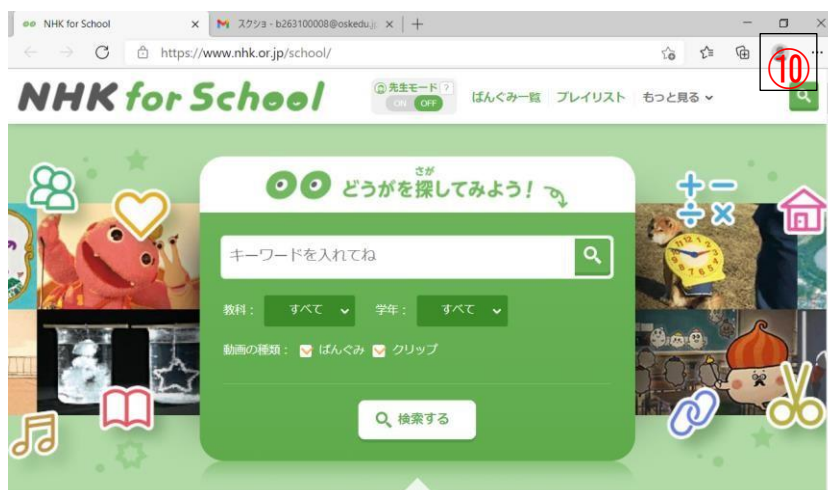 NHK for School
スクショ - b263100008@oskedu.j
https://www.nhk.or.jp/school/
⑩
NHK for School
先生モード ?
ON OFF
ばんぐみ一覧 プレイリスト もっと見る
さが
どうがを探してみよう!
キーワードを入れてね
教科： すべて 学年： すべて
動画の種類： ばんぐみ クリップ
検索する